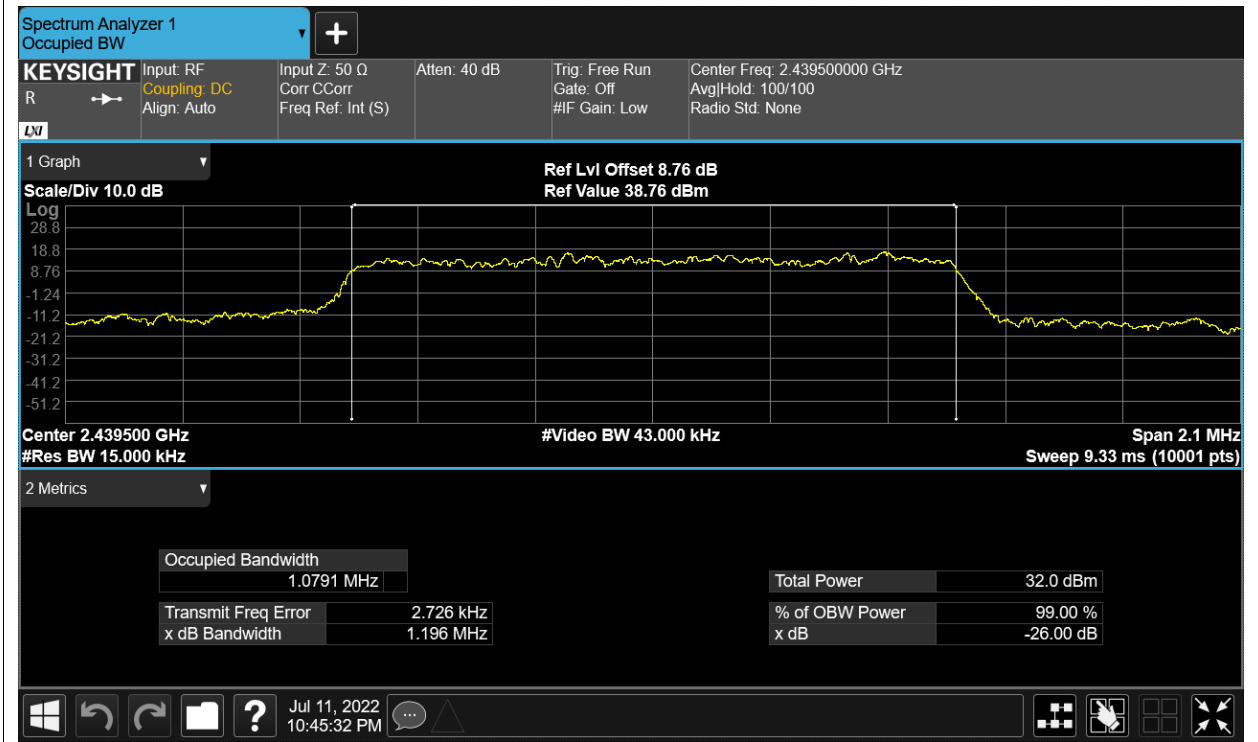 Spectrum Analyzer 1
Occupied BW
KEYSIGHT
R
LXI
Input: RF
Coupling: DC
Align: Auto
Input Z: 50 Ω
Corr CCorr
Freq Ref: Int (S)
Atten: 40 dB
Trig: Free Run
Gate: Off
#IF Gain: Low
Center Freq: 2.439500000 GHz
Avg|Hold: 100/100
Radio Std: None
1 Graph
Scale/Div 10.0 dB
Ref Lvl Offset 8.76 dB
Ref Value 38.76 dBm
Log
28.8
18.8
8.76
-1.24
-11.2
-21.2
-31.2
-41.2
-51.2
Center 2.439500 GHz
#Video BW 43.000 kHz
Span 2.1 MHz
#Res BW 15.000 kHz
Sweep 9.33 ms (10001 pts)
2 Metrics
Occupied Bandwidth
1.0791 MHz
Total Power 32.0 dBm
Transmit Freq Error 2.726 kHz
% of OBW Power 99.00 %
x dB Bandwidth 1.196 MHz
x dB -26.00 dB
?
Jul 11, 2022
10:45:32 PM